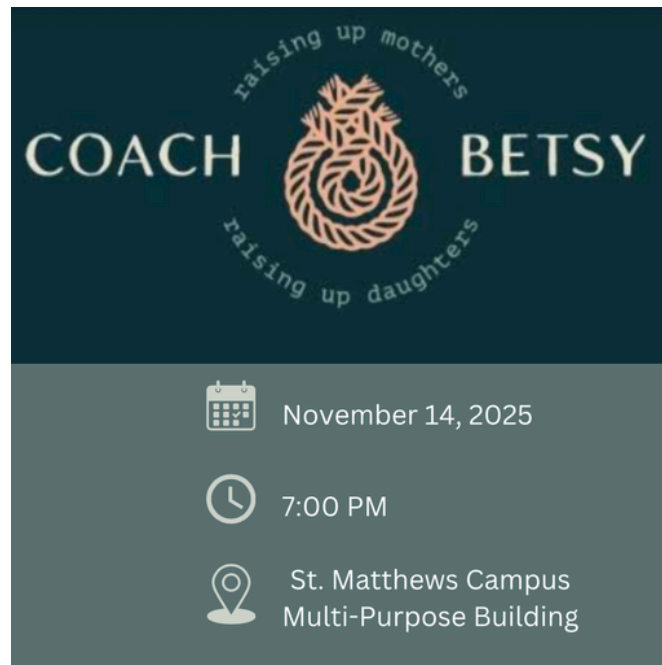 raising up mothers
COACH BETSY
raising up daughters
November 14, 2025
7:00 PM
St. Matthews Campus
Multi-Purpose Building